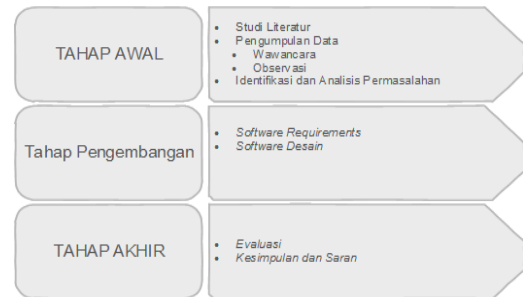 TAHAP AWAL
• Studi Literatur
• Pengumpulan Data
• Wawancara
• Observasi
• Identifikasi dan Analisis Permasalahan
Tahap Pengembangan
• Software Requirements
• Software Desain
TAHAP AKHIR
• Evaluasi
• Kesimpulan dan Saran